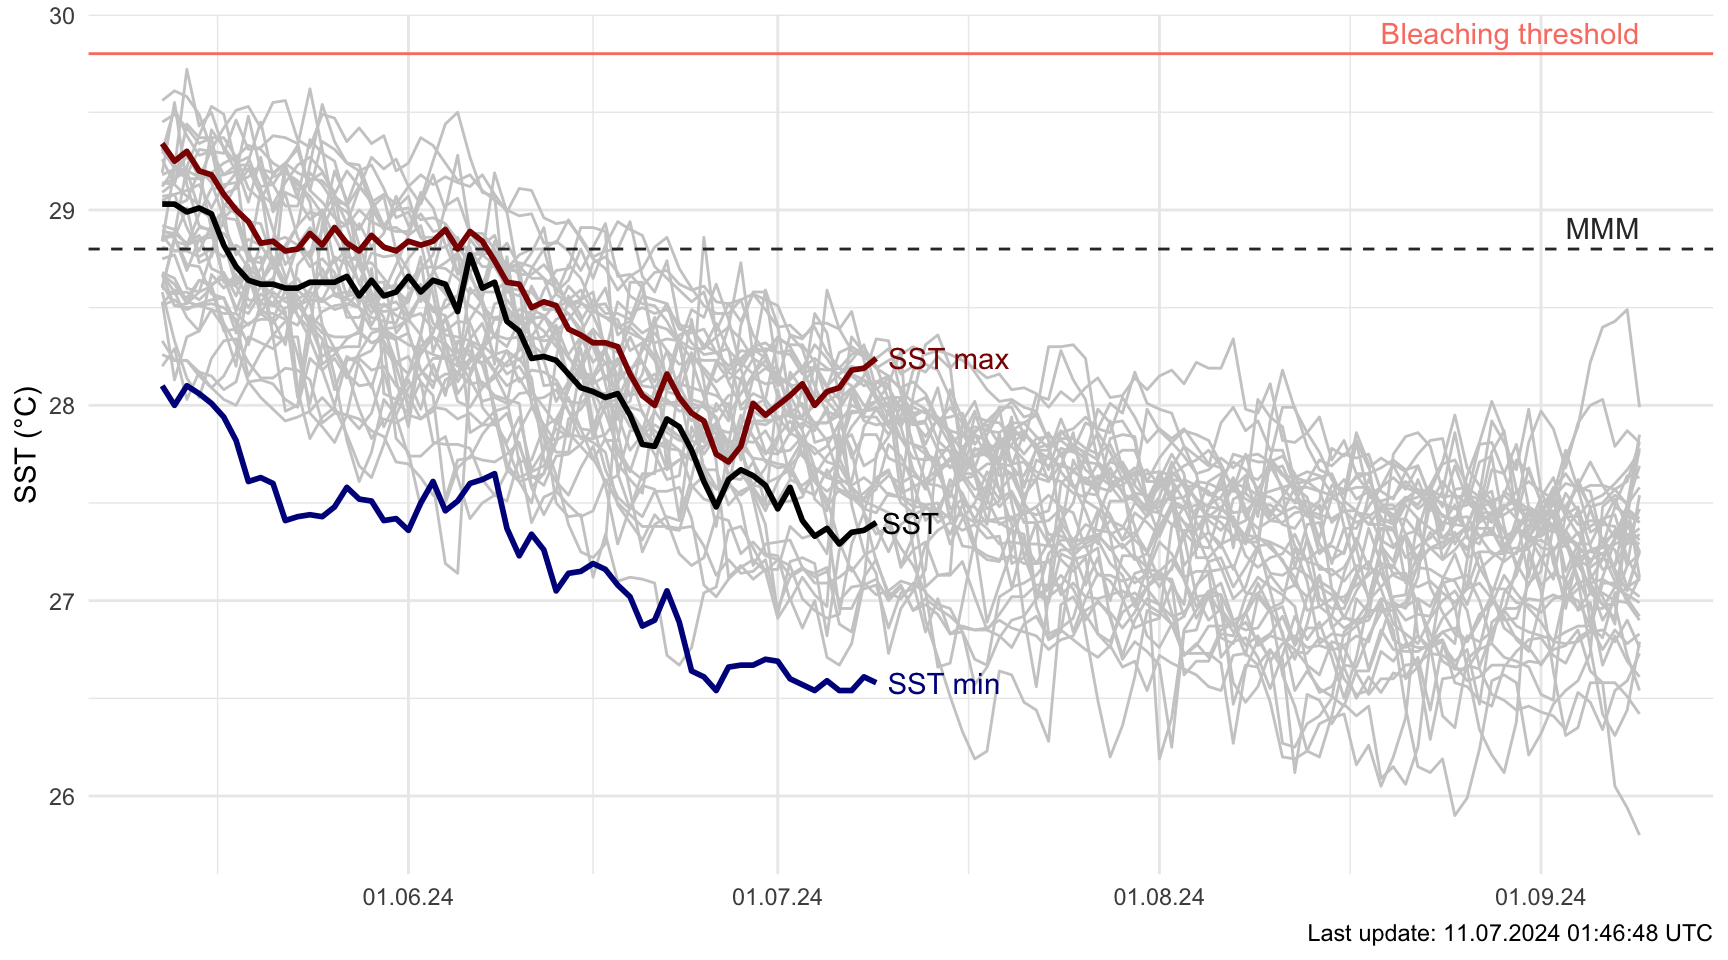 30
Bleaching threshold
29
MMM
SST (°C)
28
SST max
SST
27
SST min
26
01.06.24
01.07.24
01.08.24
01.09.24
Last update: 11.07.2024 01:46:48 UTC